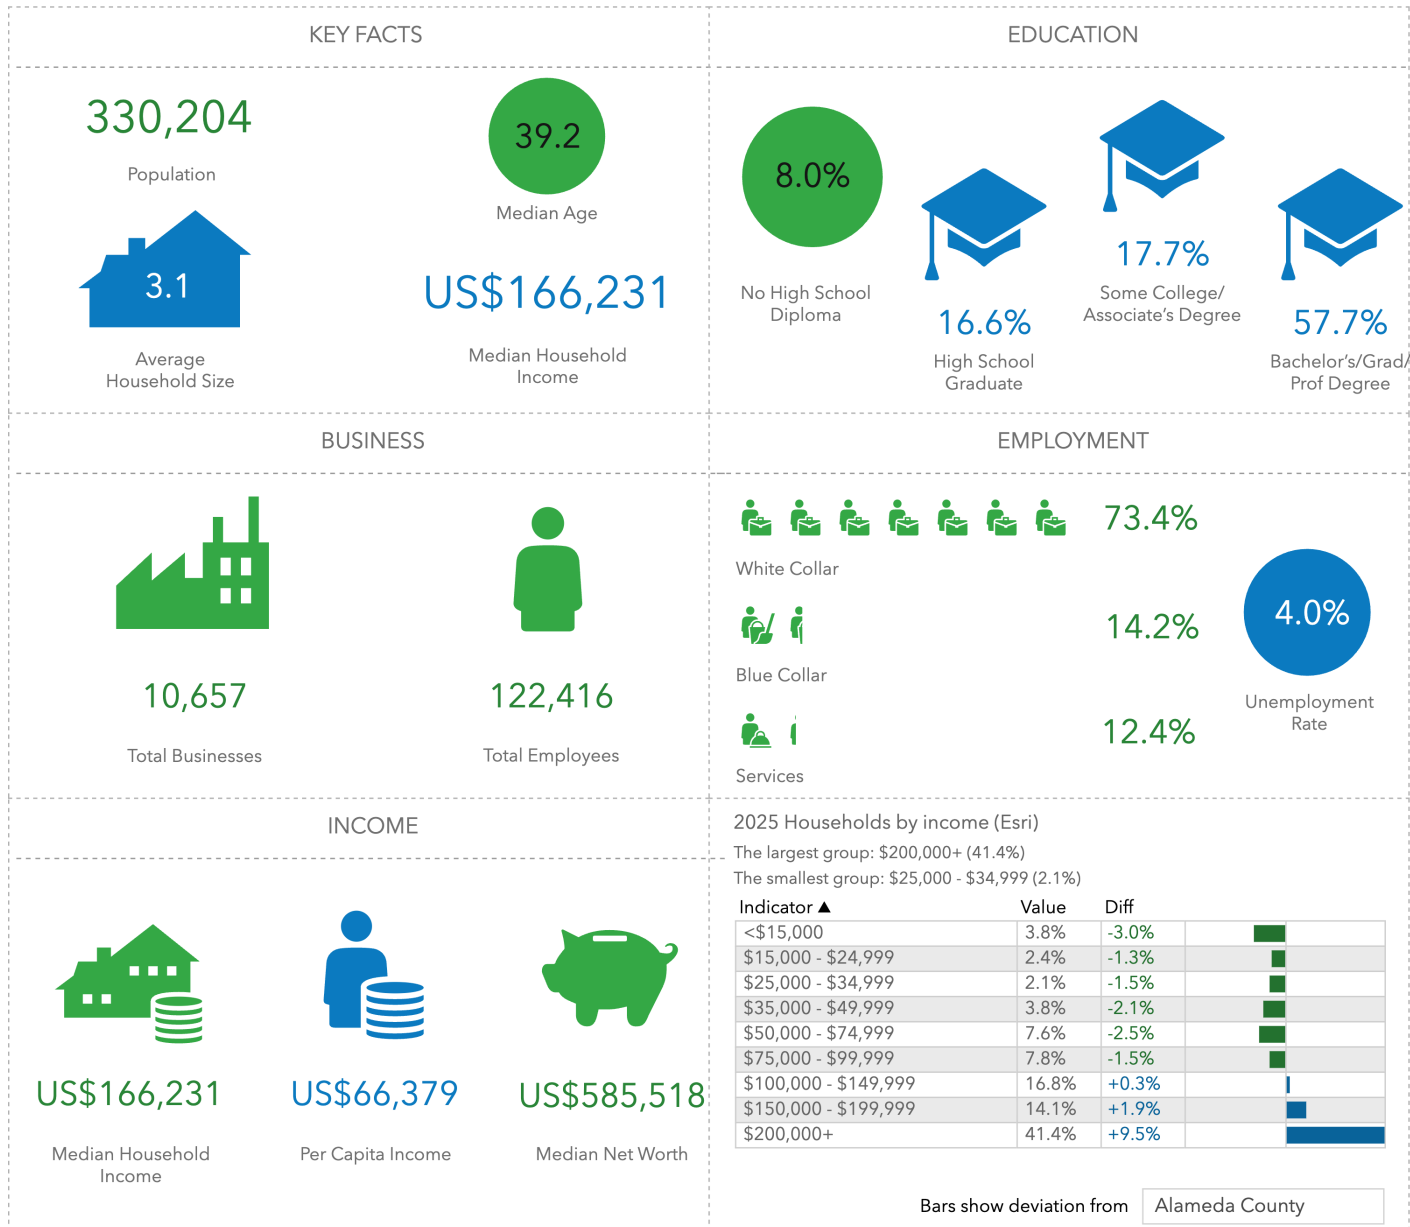 KEY FACTS
330,204
Population
39.2
Median Age
3.1
Average
Household Size
US$166,231
Median Household
Income
EDUCATION
8.0%
No High School
Diploma
16.6%
High School
Graduate
17.7%
Some College/
Associate's Degree
57.7%
Bachelor's/Grad/
Prof Degree
BUSINESS
10,657
Total Businesses
122,416
Total Employees
EMPLOYMENT
73.4%
White Collar
14.2%
Blue Collar
12.4%
Services
4.0%
Unemployment
Rate
INCOME
US$166,231
Median Household
Income
US$66,379
Per Capita Income
US$585,518
Median Net Worth
2025 Households by income (Esri)
The largest group: $200,000+ (41.4%)
The smallest group: $25,000 - $34,999 (2.1%)
Indicator ▲ Value Diff
<$15,000 3.8% -3.0%
$15,000 - $24,999 2.4% -1.3%
$25,000 - $34,999 2.1% -1.5%
$35,000 - $49,999 3.8% -2.1%
$50,000 - $74,999 7.6% -2.5%
$75,000 - $99,999 7.8% -1.5%
$100,000 - $149,999 16.8% +0.3%
$150,000 - $199,999 14.1% +1.9%
$200,000+ 41.4% +9.5%
Bars show deviation from Alameda County